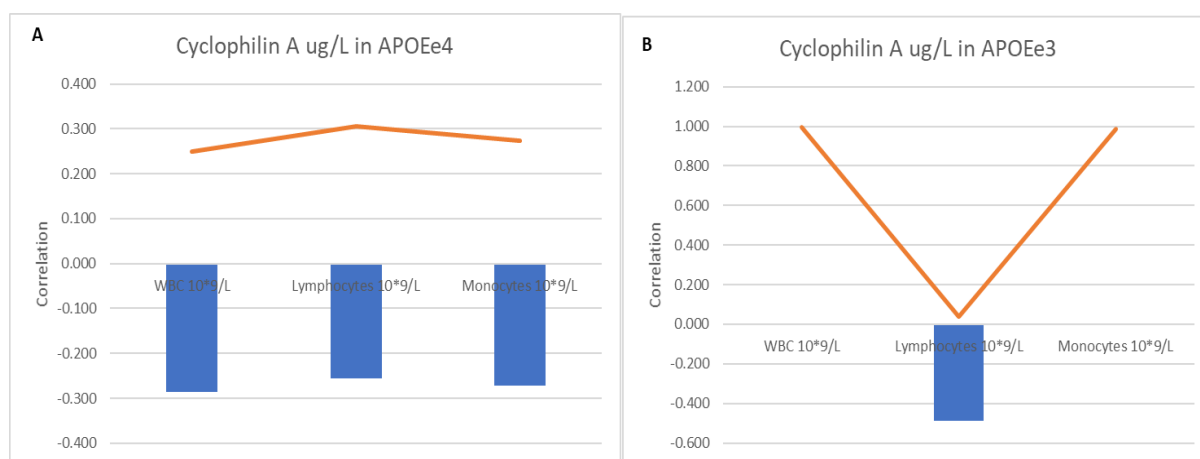 A
Cyclophilin A ug/L in APOEe4
0.400
0.300
0.200
0.100
0.000
-0.100
-0.200
-0.300
-0.400
Correlation
WBC 10*9/L
Lymphocytes 10*9/L
Monocytes 10*9/L
B
Cyclophilin A ug/L in APOEe3
1.200
1.000
0.800
0.600
0.400
0.200
0.000
-0.200
-0.400
-0.600
Correlation
WBC 10*9/L
Lymphocytes 10*9/L
Monocytes 10*9/L